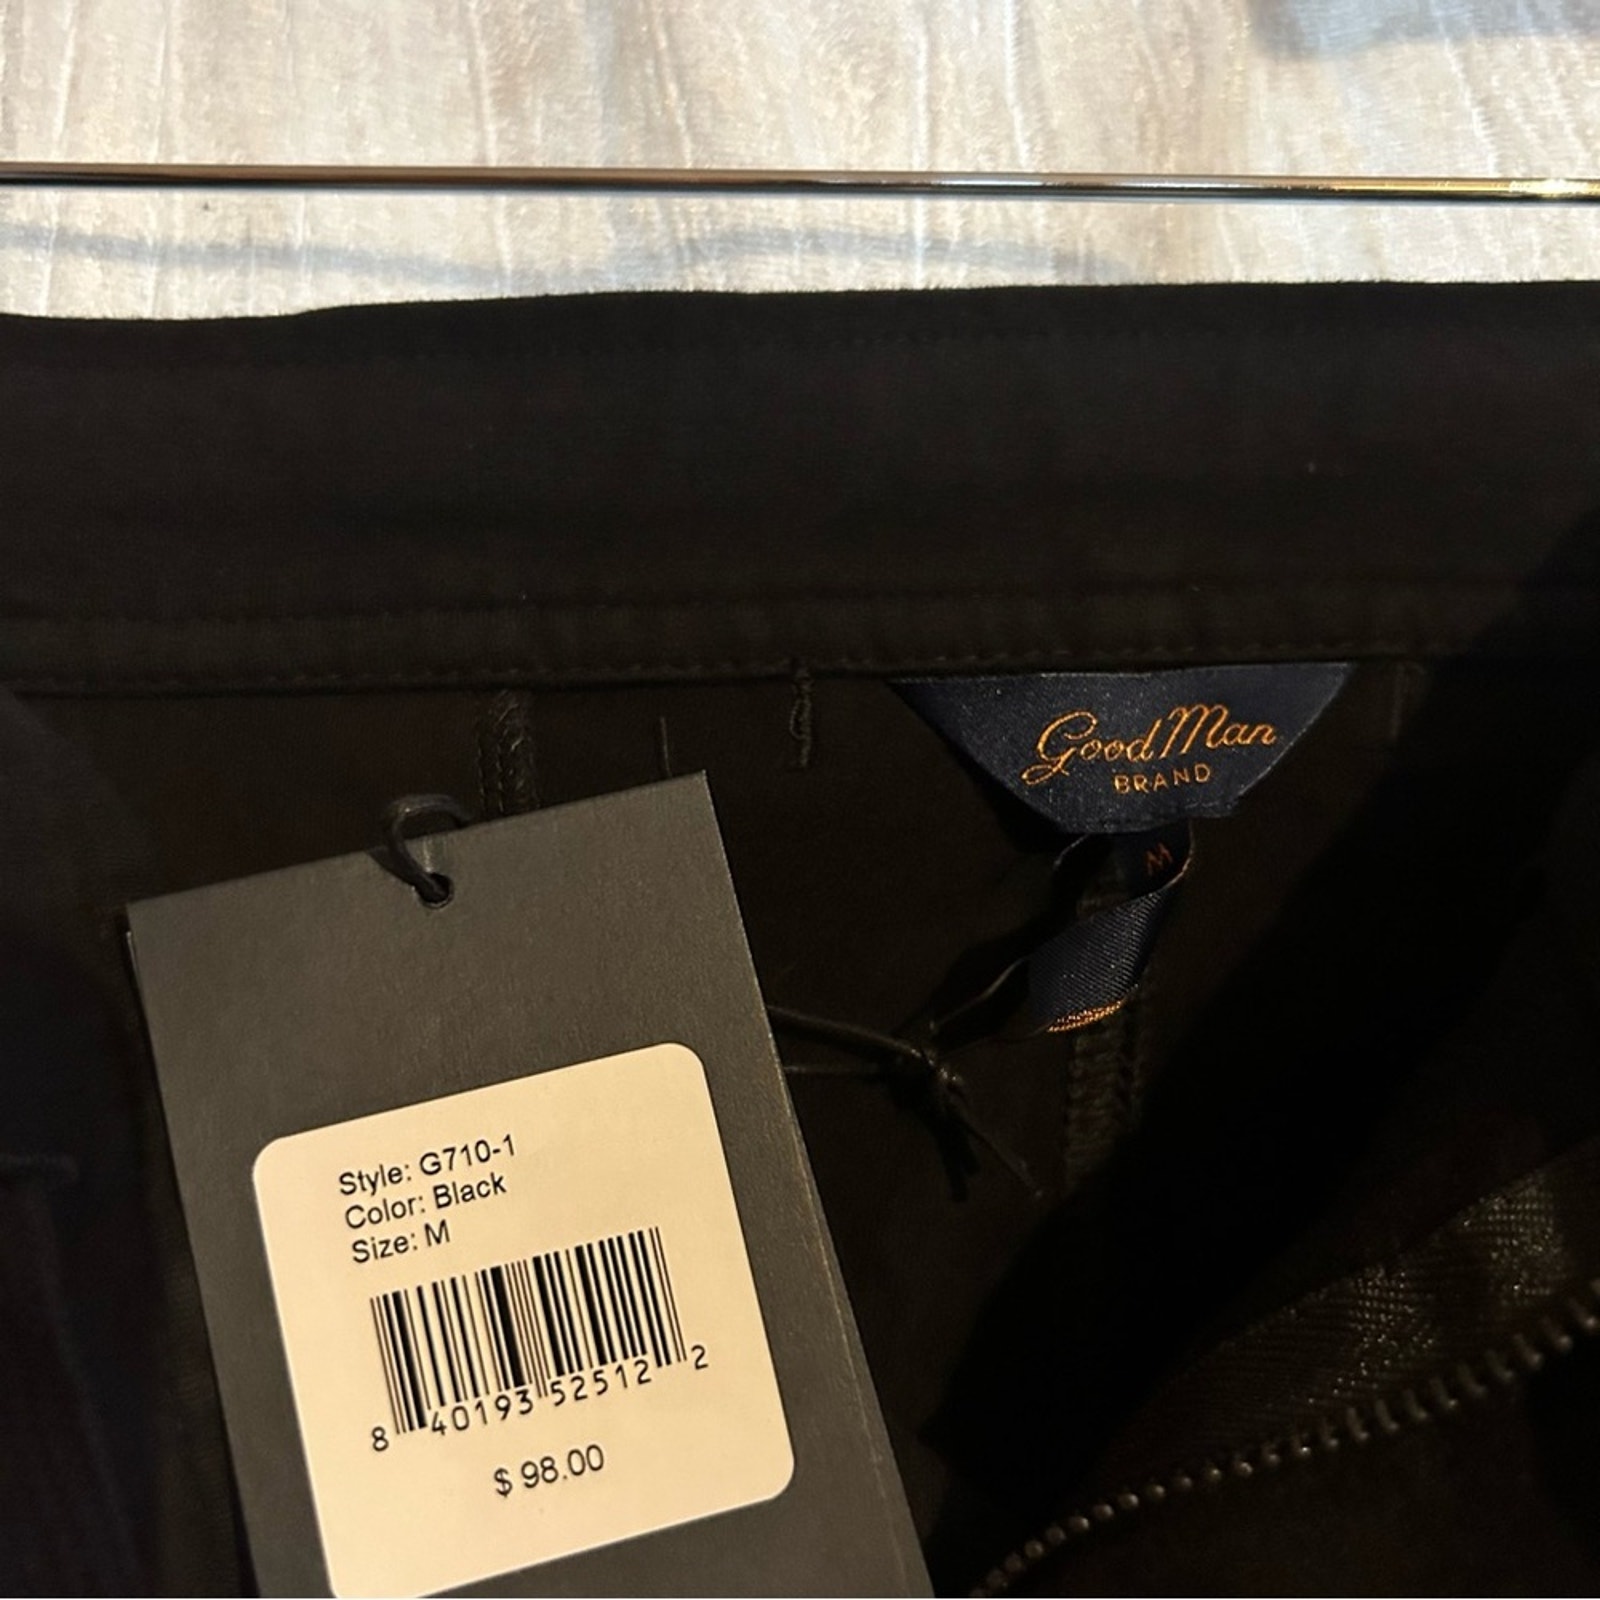 Good Man
BRAND
M
Style: G710-1
Color: Black
Size: M
8 40193 52512 2
$ 98.00